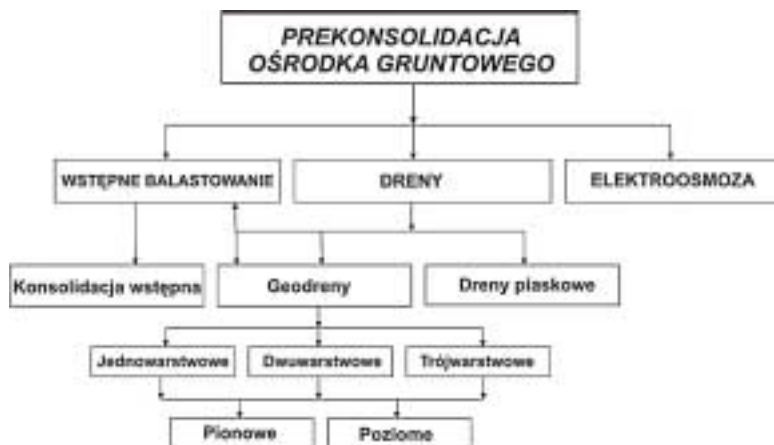 PREKONSOLIDACJA
OŚRODKA GRUNTOWEGO
WSTĘPNE BALASTOWANIE
DRENY
ELEKTROOSMOZA
Konsolidacja wstępna
Geodreny
Dreny piaskowe
Jednowarstwowe
Dwuwarstwowe
Trójwarstwowe
Pionowe
Poziome